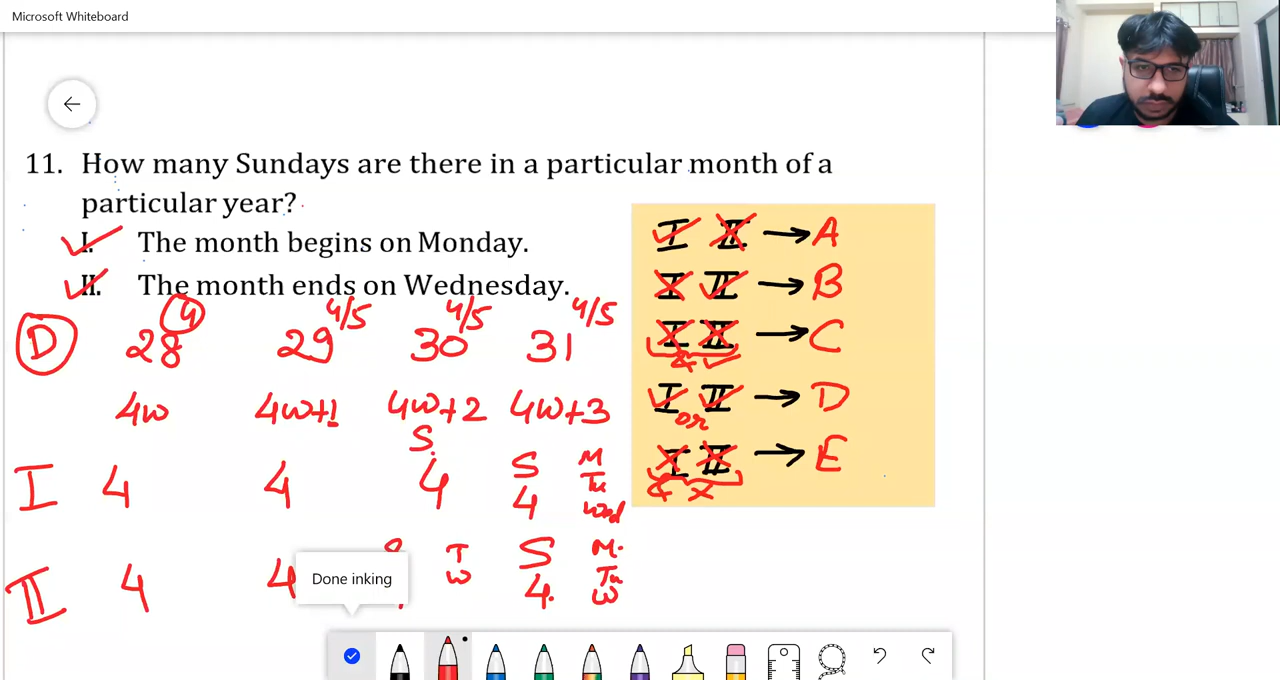 Microsoft Whiteboard
11. How many Sundays are there in a particular month of a
particular year?
I. The month begins on Monday.
II. The month ends on Wednesday.
I II → A
I II → B
I II → C
&
I II → D
or
I II → E
&
4 4/5 4/5 4/5
D 28 29 30 31
4w 4w+1 4w+2 4w+3
I 4 4 S 4 S 4 M Tu Wed
II 4 4 T W S 4. M. Tu W
Done inking